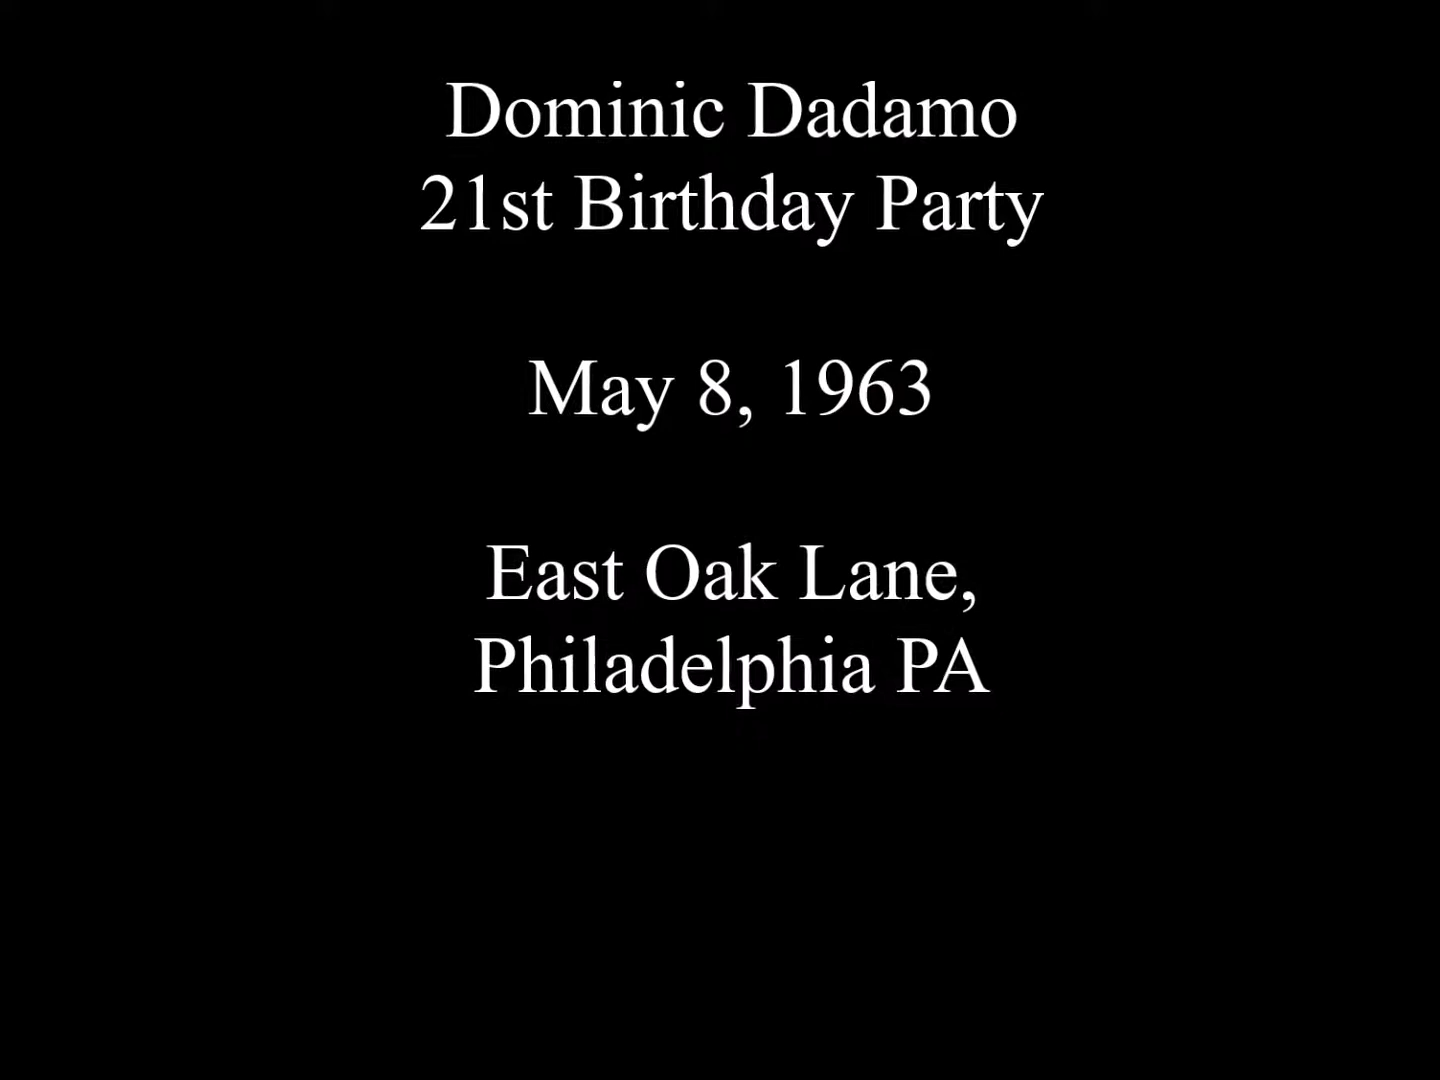 Dominic Dadamo
21st Birthday Party
May 8, 1963
East Oak Lane,
Philadelphia PA